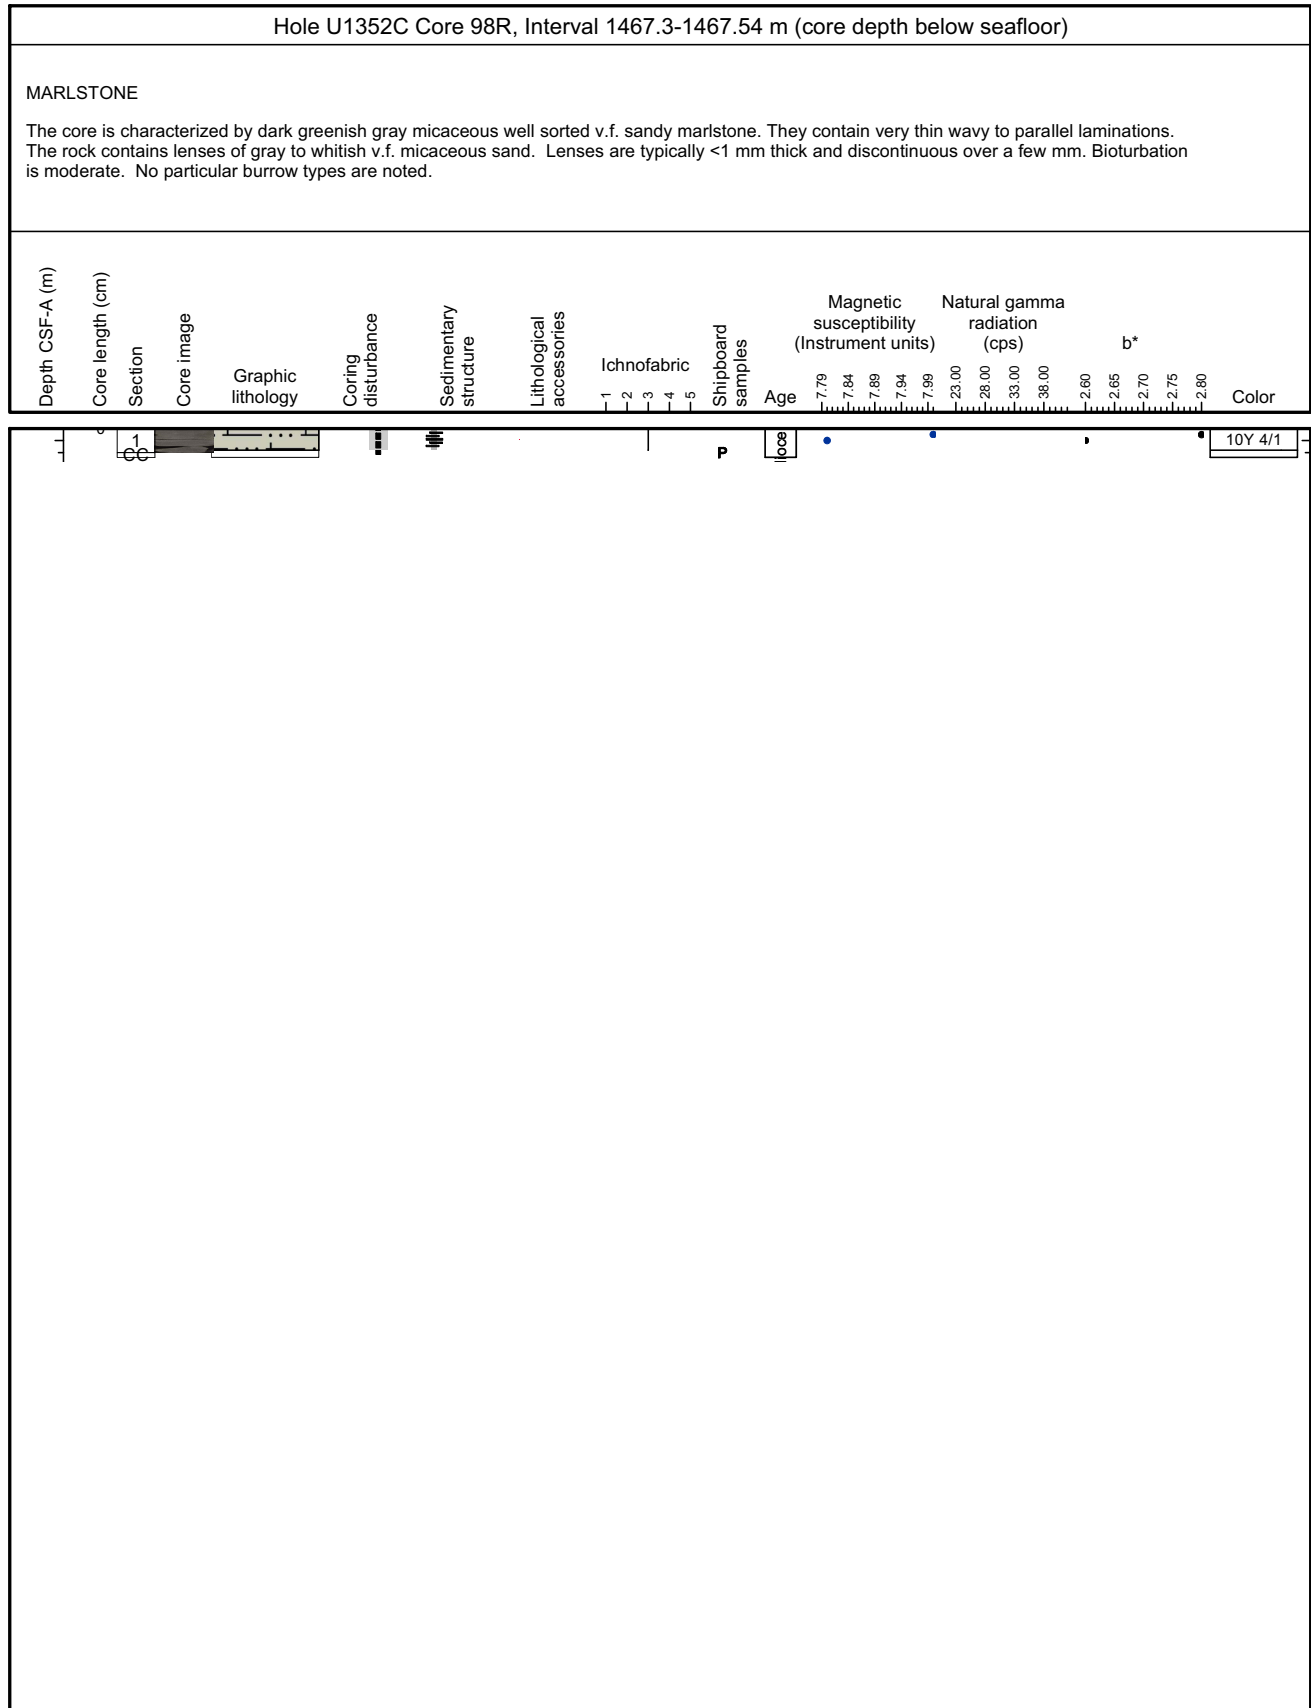 Hole U1352C Core 98R, Interval 1467.3-1467.54 m (core depth below seafloor)
MARLSTONE
The core is characterized by dark greenish gray micaceous well sorted v.f. sandy marlstone. They contain very thin wavy to parallel laminations.
The rock contains lenses of gray to whitish v.f. micaceous sand. Lenses are typically <1 mm thick and discontinuous over a few mm. Bioturbation
is moderate. No particular burrow types are noted.
Depth CSF-A (m)
Core length (cm)
Section
Core image
Graphic
lithology
Coring
disturbance
Sedimentary
structure
Lithological
accessories
Ichnofabric
1 2 3 4 5
Shipboard
samples
Age
Magnetic
susceptibility
(Instrument units)
7.79 7.84 7.89 7.94 7.99
Natural gamma
radiation
(cps)
23.00 28.00 33.00 38.00
b*
2.60 2.65 2.70 2.75 2.80
Color
1
CC
P
10Y 4/1